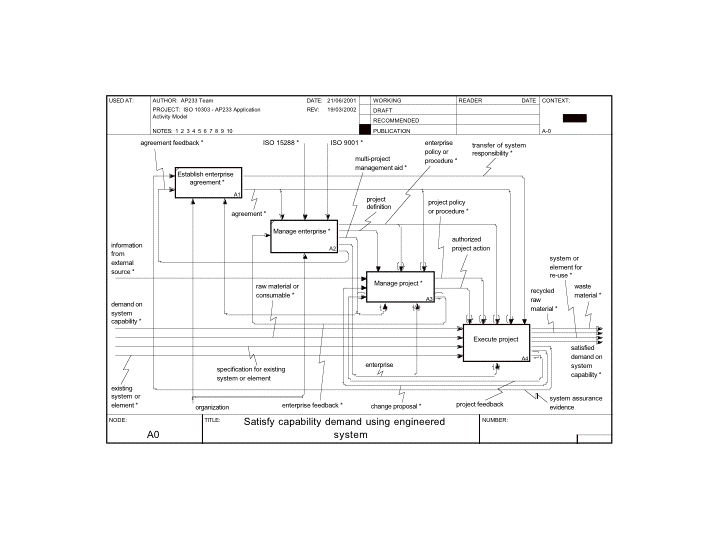 USED AT:
AUTHOR: AP233 Team
DATE: 21/06/2001
WORKING
READER
DATE
CONTEXT:
PROJECT: ISO 10303 - AP233 Application
Activity Model
REV: 19/03/2002
DRAFT
RECOMMENDED
NOTES: 1 2 3 4 5 6 7 8 9 10
PUBLICATION
A-0
agreement feedback *
ISO 15288 *
ISO 9001 *
enterprise
policy or
procedure *
transfer of system
responsibility *
multi-project
management aid *
Establish enterprise
agreement *
A1
agreement *
project
definition
project policy
or procedure *
Manage enterprise *
A2
authorized
project action
information
from
external
source *
system or
element for
re-use *
Manage project *
A3
raw material or
consumable *
recycled
raw
material *
waste
material *
demand on
system
capability *
Execute project
A4
satisfied
demand on
system
capability *
specification for existing
system or element
enterprise
existing
system or
element *
organization
enterprise feedback *
change proposal *
project feedback
system assurance
evidence
NODE:
A0
TITLE:
Satisfy capability demand using engineered
system
NUMBER: